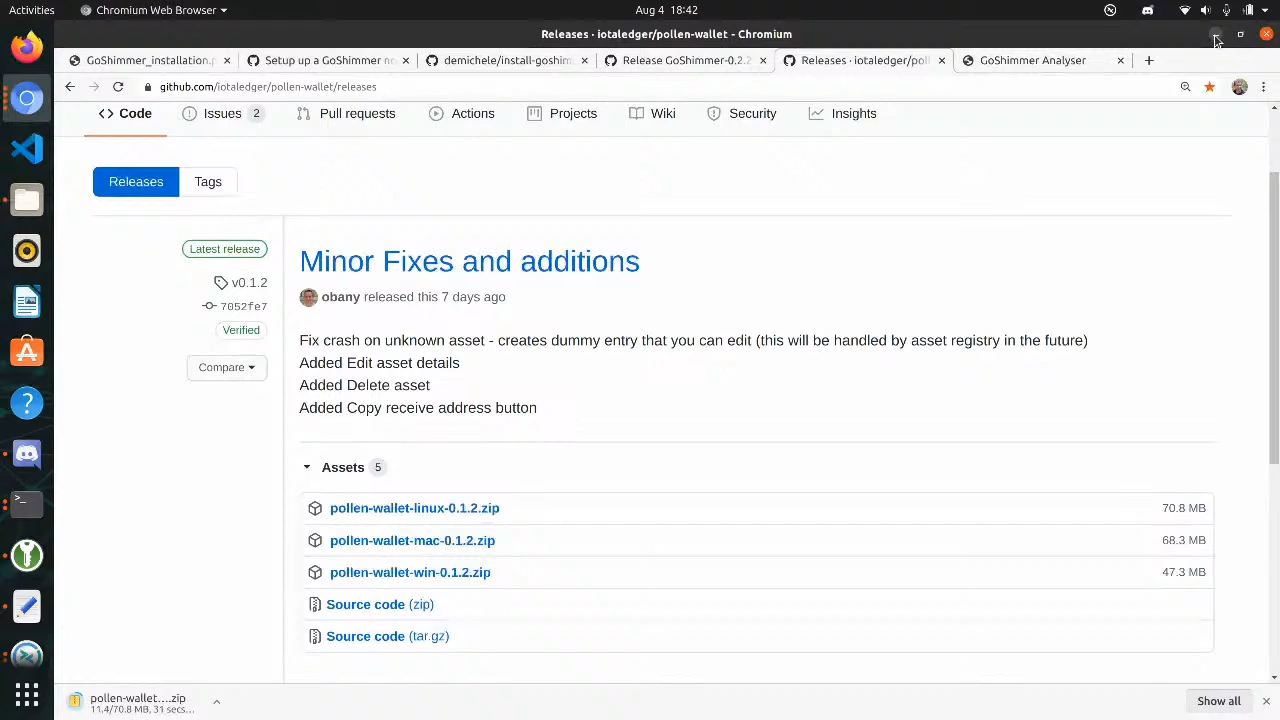 Activities
Chromium Web Browser
Aug 4 18:42
Releases · iotaledger/pollen-wallet - Chromium
GoShimmer_installation.p
Setup up a GoShimmer no
demichele/install-goshim
Release GoShimmer-0.2.2
Releases · iotaledger/pol
GoShimmer Analyser
github.com/iotaledger/pollen-wallet/releases
Code
Issues 2
Pull requests
Actions
Projects
Wiki
Security
Insights
Releases
Tags
Latest release
v0.1.2
7052fe7
Verified
Compare
Minor Fixes and additions
obany released this 7 days ago
Fix crash on unknown asset - creates dummy entry that you can edit (this will be handled by asset registry in the future)
Added Edit asset details
Added Delete asset
Added Copy receive address button
Assets 5
pollen-wallet-linux-0.1.2.zip 70.8 MB
pollen-wallet-mac-0.1.2.zip 68.3 MB
pollen-wallet-win-0.1.2.zip 47.3 MB
Source code (zip)
Source code (tar.gz)
pollen-wallet....zip
11.4/70.8 MB, 31 secs...
Show all